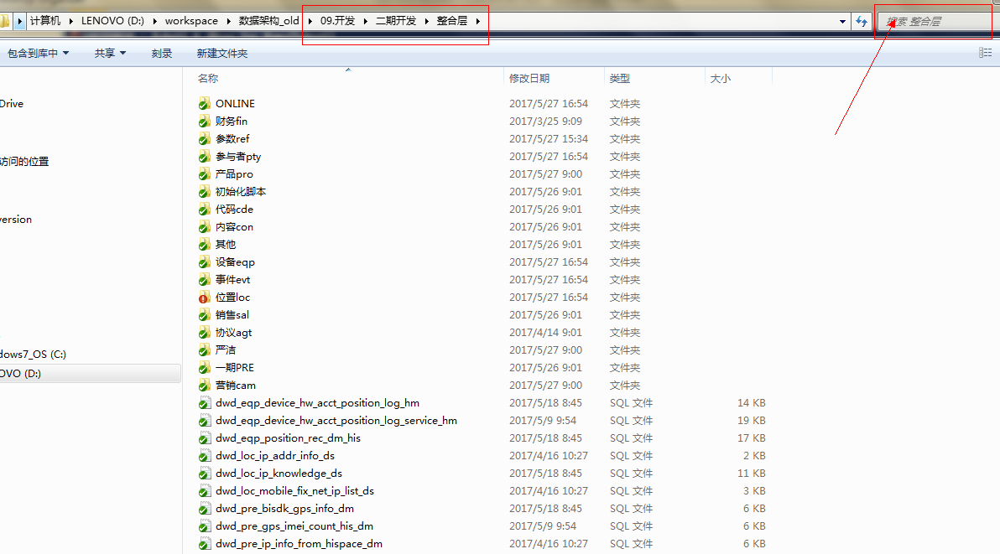 计算机 LENOVO (D:) workspace 数据架构_old 09.开发 二期开发 整合层 搜索 整合层
包含到库中 共享 刻录 新建文件夹
名称 修改日期 类型 大小
Drive
访问的位置
version
dows7_OS (C:)
OVO (D:)
ONLINE 2017/5/27 16:54 文件夹
财务fin 2017/3/25 9:09 文件夹
参数ref 2017/5/27 15:34 文件夹
参与者pty 2017/5/27 16:54 文件夹
产品pro 2017/5/27 9:00 文件夹
初始化脚本 2017/5/26 9:01 文件夹
代码cde 2017/5/26 9:01 文件夹
内容con 2017/5/26 9:01 文件夹
其他 2017/5/26 9:01 文件夹
设备eqp 2017/5/27 16:54 文件夹
事件evt 2017/5/27 16:54 文件夹
位置loc 2017/5/27 16:54 文件夹
销售sal 2017/5/26 9:01 文件夹
协议agt 2017/4/14 9:01 文件夹
严洁 2017/5/27 9:00 文件夹
一期PRE 2017/5/26 9:01 文件夹
营销cam 2017/5/27 9:00 文件夹
dwd_eqp_device_hw_acct_position_log_hm 2017/5/18 8:45 SQL 文件 14 KB
dwd_eqp_device_hw_acct_position_log_service_hm 2017/5/9 9:54 SQL 文件 19 KB
dwd_eqp_position_rec_dm_his 2017/5/18 8:45 SQL 文件 17 KB
dwd_loc_ip_addr_info_ds 2017/4/16 10:27 SQL 文件 2 KB
dwd_loc_ip_knowledge_ds 2017/5/18 8:45 SQL 文件 11 KB
dwd_loc_mobile_fix_net_ip_list_ds 2017/4/16 10:27 SQL 文件 3 KB
dwd_pre_bisdk_gps_info_dm 2017/5/18 8:45 SQL 文件 6 KB
dwd_pre_gps_imei_count_his_dm 2017/5/9 9:54 SQL 文件 6 KB
dwd_pre_ip_info_from_hispace_dm 2017/4/16 10:27 SQL 文件 6 KB